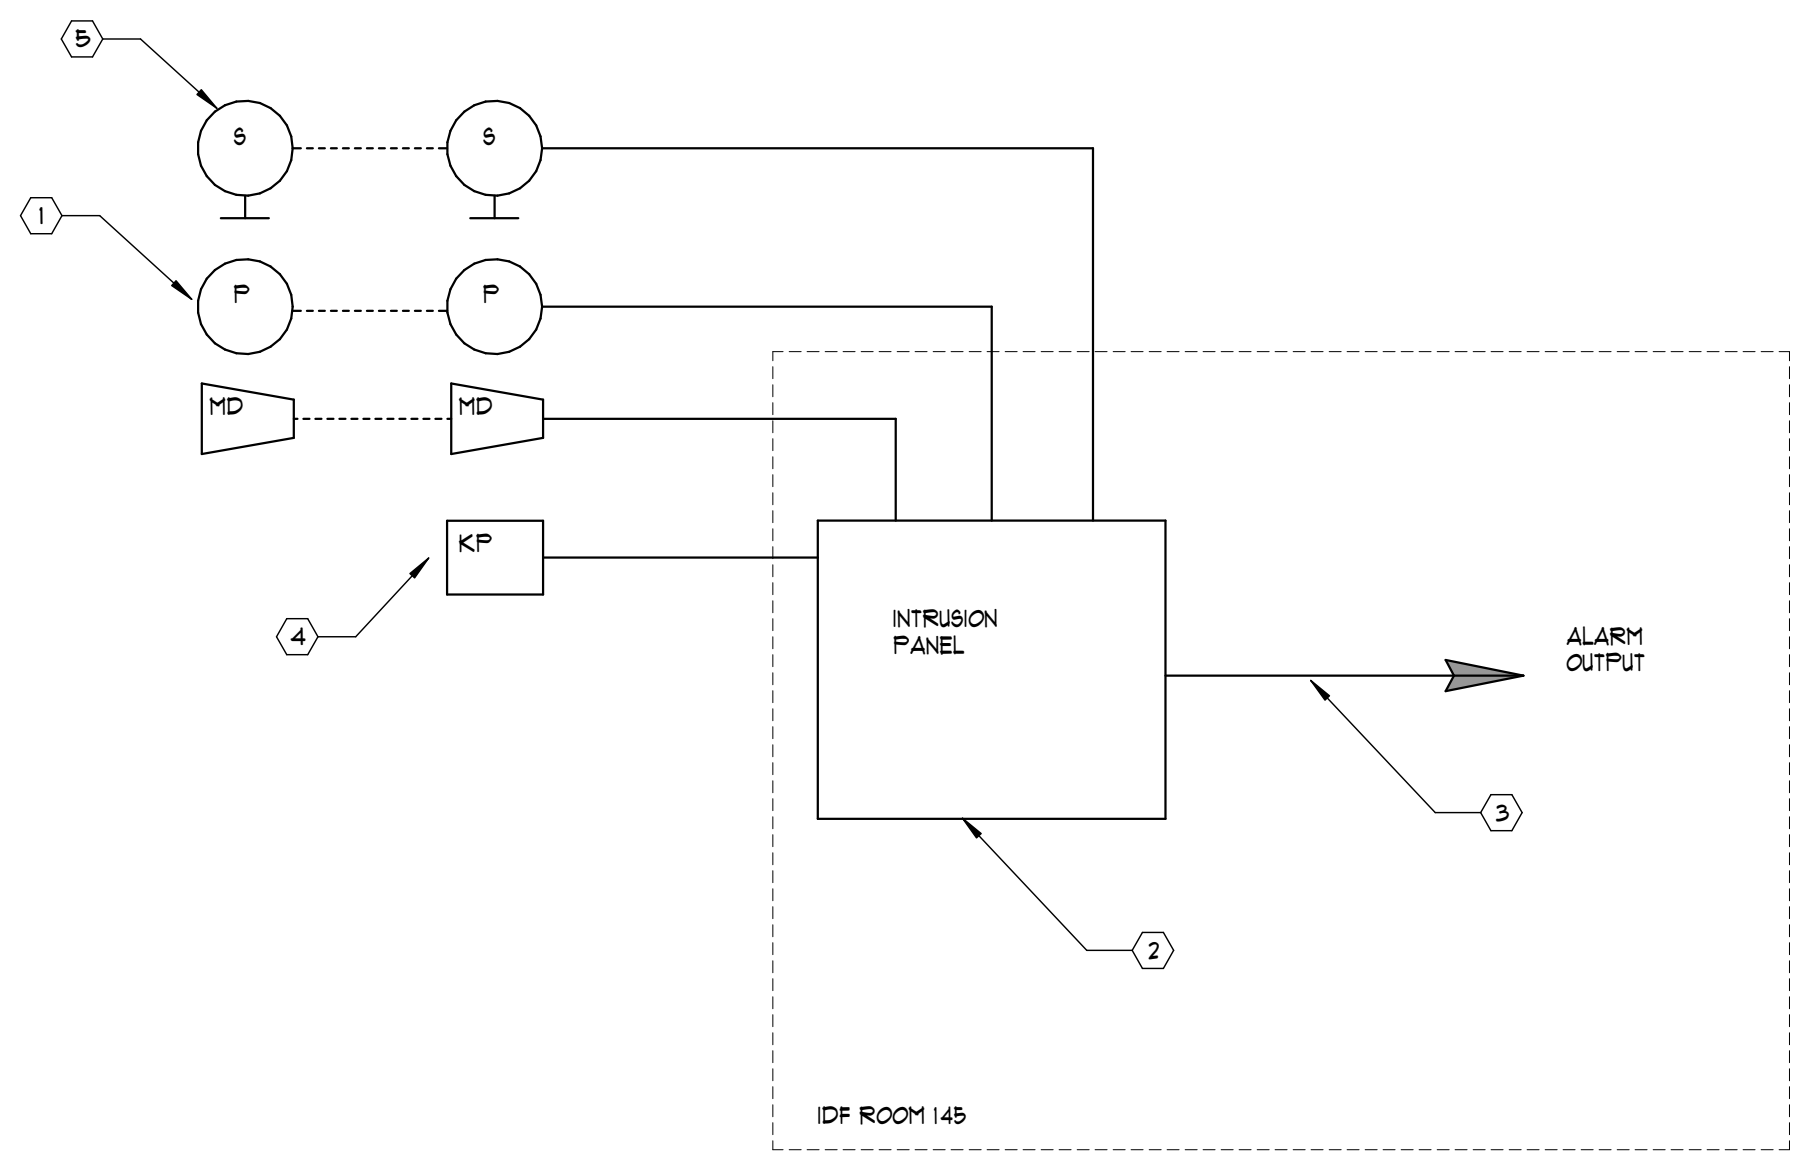 5
S S
1
P P
MD MD
KP
4
INTRUSION
PANEL
ALARM
OUTPUT
3
2
IDF ROOM 145